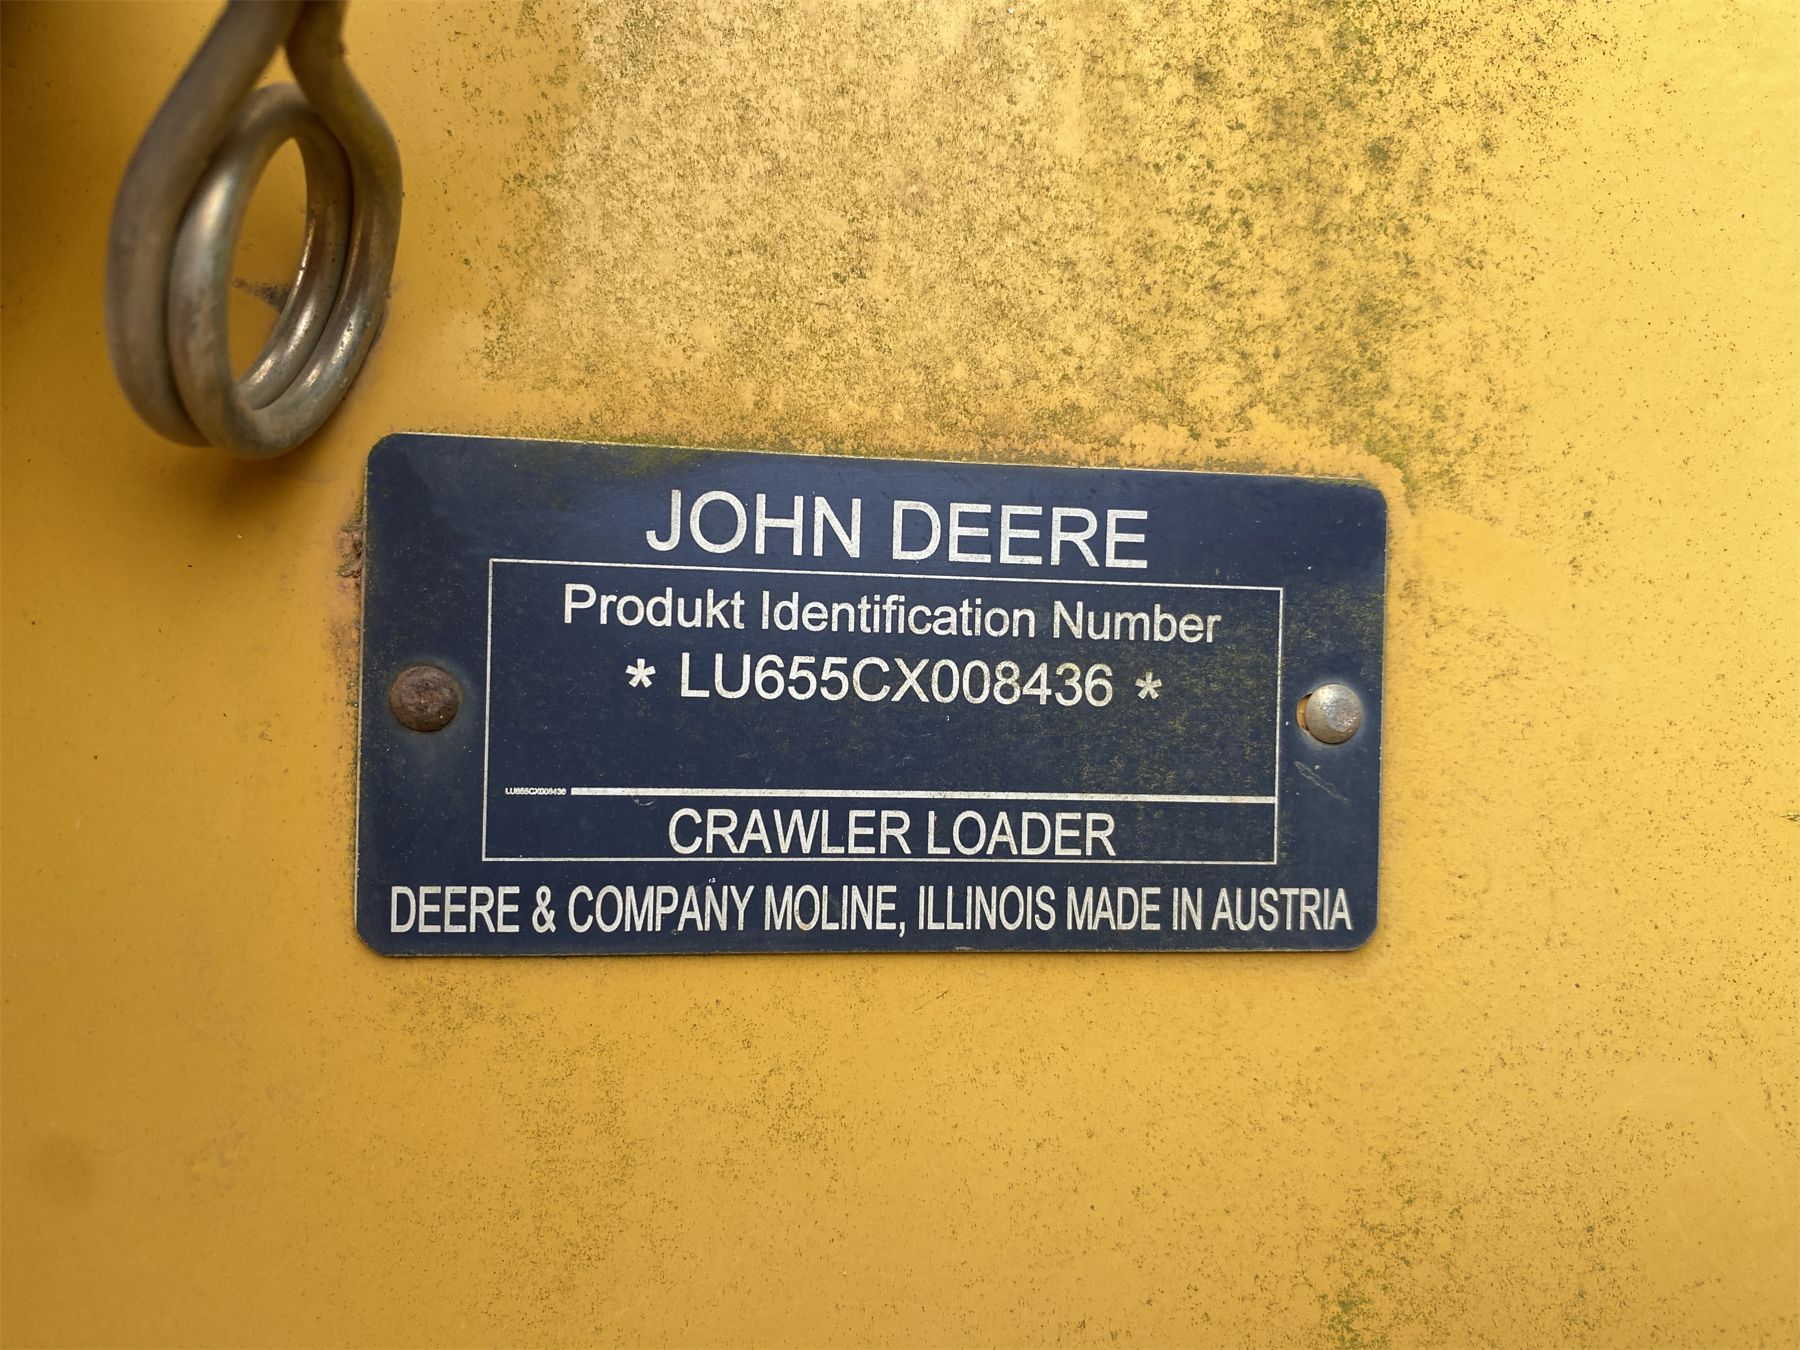 JOHN DEERE
Produkt Identification Number
* LU655CX008436 *
LU655CX008436
CRAWLER LOADER
DEERE & COMPANY MOLINE, ILLINOIS MADE IN AUSTRIA